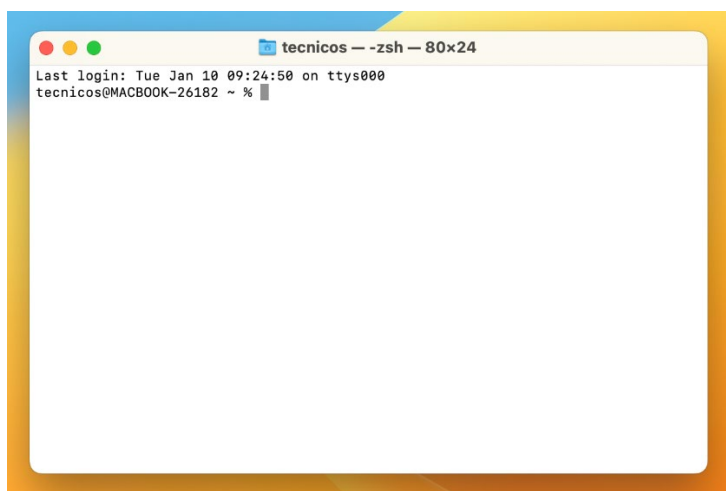 tecnicos — -zsh — 80×24
Last login: Tue Jan 10 09:24:50 on ttys000
tecnicos@MACBOOK-26182 ~ %